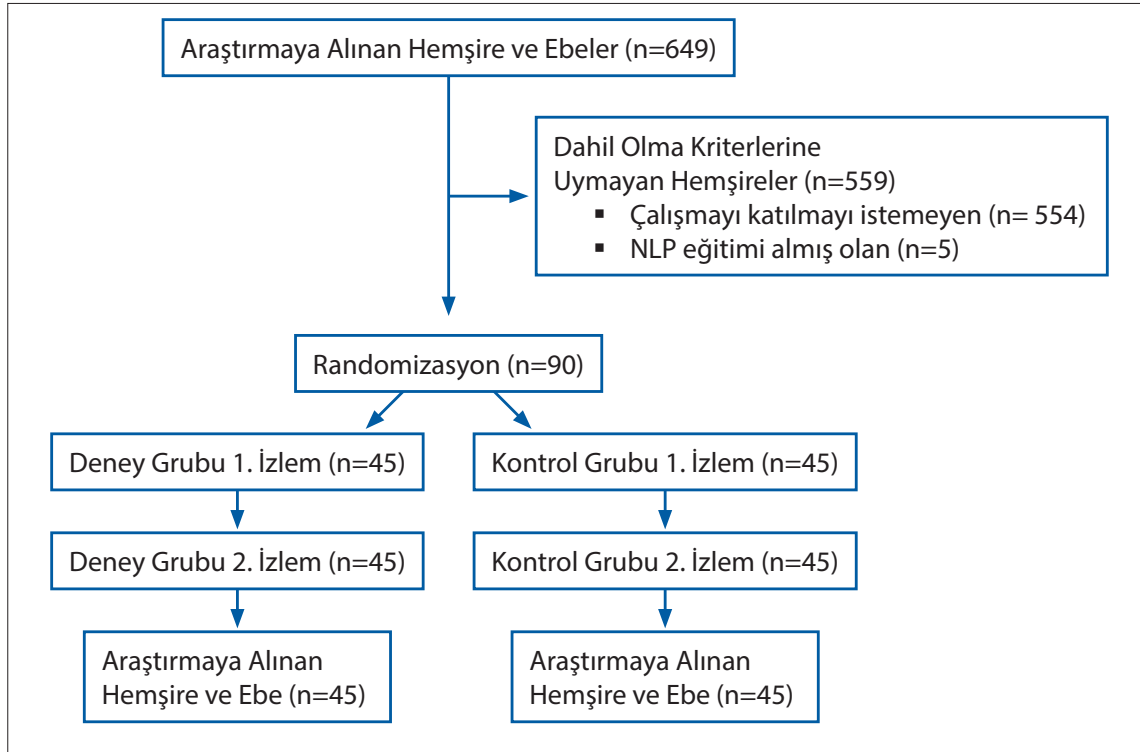 Araştırmaya Alınan Hemşire ve Ebeler (n=649)
Dahil Olma Kriterlerine
Uymayan Hemşireler (n=559)
▪ Çalışmayı katılmayı istemeyen (n= 554)
▪ NLP eğitimi almış olan (n=5)
Randomizasyon (n=90)
Deney Grubu 1. İzlem (n=45)
Kontrol Grubu 1. İzlem (n=45)
Deney Grubu 2. İzlem (n=45)
Kontrol Grubu 2. İzlem (n=45)
Araştırmaya Alınan
Hemşire ve Ebe (n=45)
Araştırmaya Alınan
Hemşire ve Ebe (n=45)